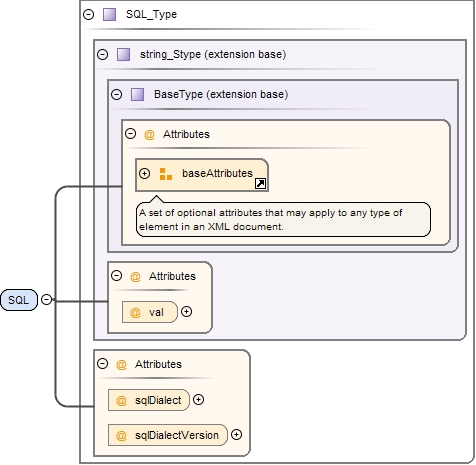 SQL_Type
string_Stype (extension base)
BaseType (extension base)
@ Attributes
baseAttributes
A set of optional attributes that may apply to any type of
element in an XML document.
SQL
@ Attributes
@ val
@ Attributes
@ sqlDialect
@ sqlDialectVersion